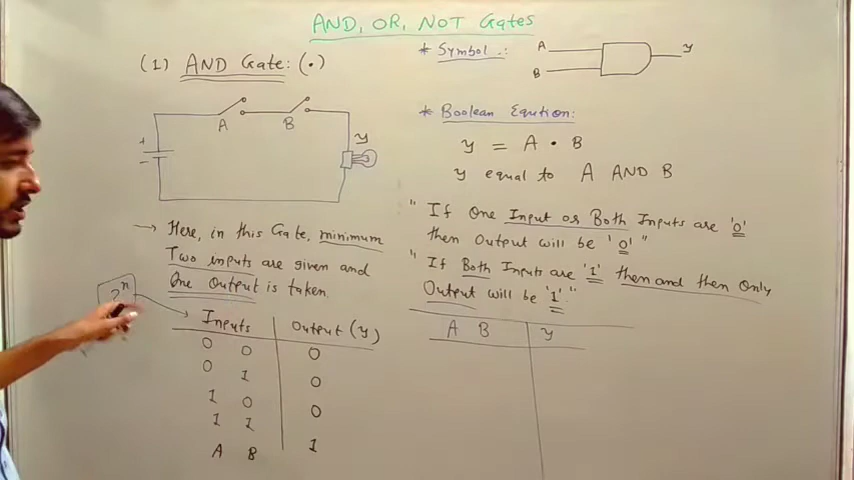 AND, OR, NOT Gates
(1) AND Gate: (•)
A
B
y
+
-
→ Here, in this Gate, minimum
Two inputs are given and
One Output is taken.
2ⁿ
Inputs Output (y)
0 0 0
0 1 0
1 0 0
1 1 1
A B
* Symbol :
A
B
y
* Boolean Eqution:
y = A • B
y equal to A AND B
" If One Input or Both Inputs are '0'
then Output will be '0' "
" If Both Inputs are '1' then and then Only
Output will be '1'."
A B y